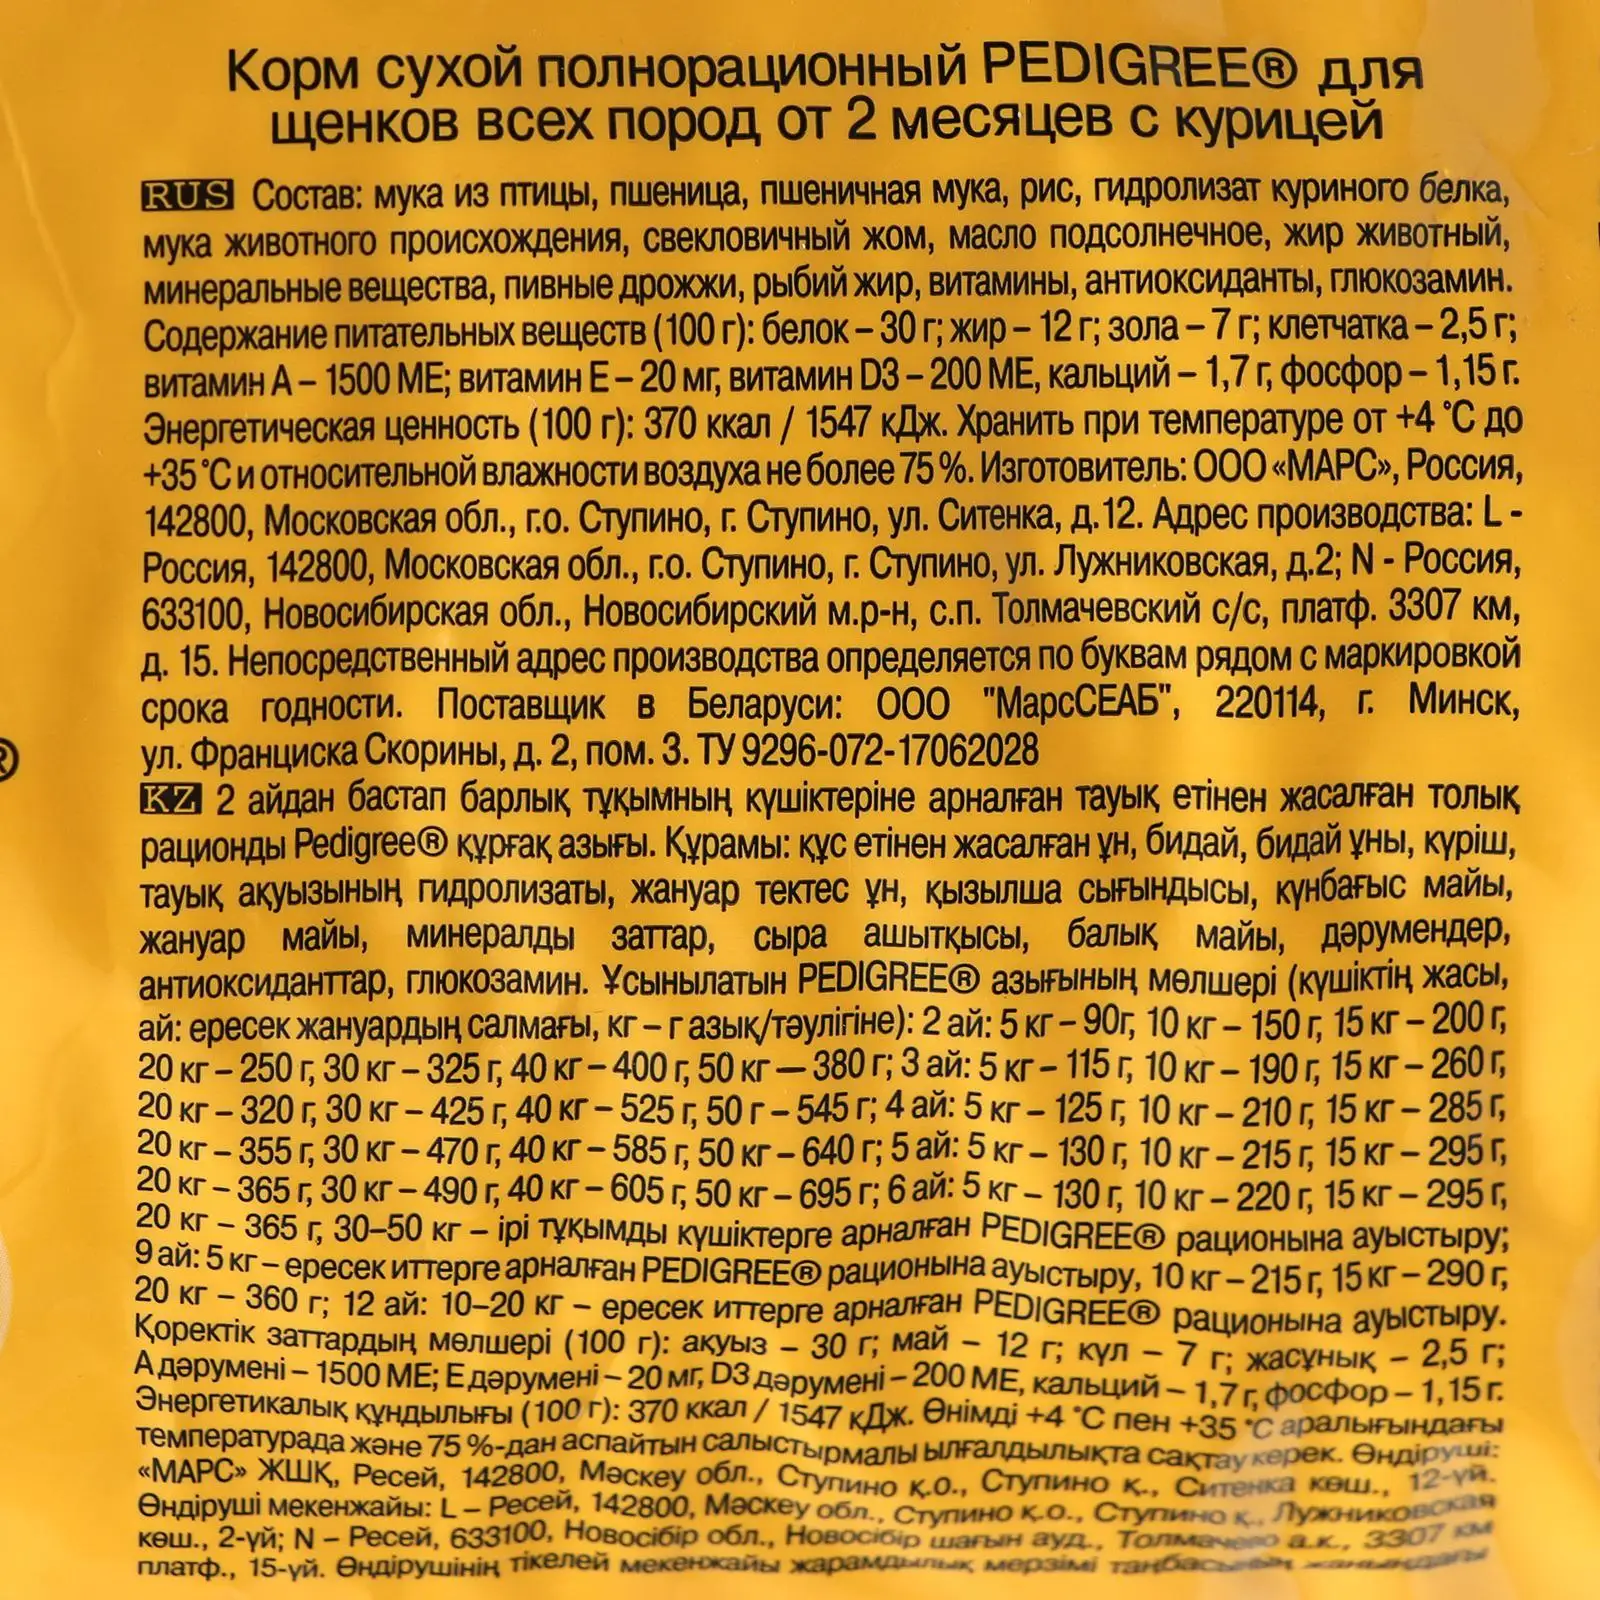 Корм сухой полнорационный PEDIGREE® для
щенков всех пород от 2 месяцев с курицей
RUS Состав: мука из птицы, пшеница, пшеничная мука, рис, гидролизат куриного белка,
мука животного происхождения, свекловичный жом, масло подсолнечное, жир животный,
минеральные вещества, пивные дрожжи, рыбий жир, витамины, антиоксиданты, глюкозамин.
Содержание питательных веществ (100 г): белок – 30 г; жир – 12 г; зола – 7 г; клетчатка – 2,5 г;
витамин А – 1500 МЕ; витамин Е – 20 мг, витамин D3 – 200 МЕ, кальций – 1,7 г, фосфор – 1,15 г.
Энергетическая ценность (100 г): 370 ккал / 1547 кДж. Хранить при температуре от +4 °С до
+35 °С и относительной влажности воздуха не более 75 %. Изготовитель: ООО «МАРС», Россия,
142800, Московская обл., г.о. Ступино, г. Ступино, ул. Ситенка, д.12. Адрес производства: L -
Россия, 142800, Московская обл., г.о. Ступино, г. Ступино, ул. Лужниковская, д.2; N - Россия,
633100, Новосибирская обл., Новосибирский м.р-н, с.п. Толмачевский с/с, платф. 3307 км,
д. 15. Непосредственный адрес производства определяется по буквам рядом с маркировкой
срока годности. Поставщик в Беларуси: ООО "МарсСЕАБ", 220114, г. Минск,
ул. Франциска Скорины, д. 2, пом. 3. ТУ 9296-072-17062028
®
KZ 2 айдан бастап барлық тұқымның күшіктеріне арналған тауық етінен жасалған толық
рационды Pedigree® құрғақ азығы. Құрамы: құс етінен жасалған ұн, бидай, бидай ұны, күріш,
тауық ақуызының гидролизаты, жануар тектес ұн, қызылша сығындысы, күнбағыс майы,
жануар майы, минералды заттар, сыра ашытқысы, балық майы, дәрумендер,
антиоксиданттар, глюкозамин. Ұсынылатын PEDIGREE® азығының мөлшері (күшіктің жасы,
ай: ересек жануардың салмағы, кг – г азық/тәулігіне): 2 ай: 5 кг – 90г, 10 кг – 150 г, 15 кг – 200 г,
20 кг – 250 г, 30 кг – 325 г, 40 кг – 400 г, 50 кг — 380 г; 3 ай: 5 кг – 115 г, 10 кг – 190 г, 15 кг – 260 г,
20 кг – 320 г, 30 кг – 425 г, 40 кг – 525 г, 50 г – 545 г; 4 ай: 5 кг – 125 г, 10 кг – 210 г, 15 кг – 285 г,
20 кг – 355 г, 30 кг – 470 г, 40 кг – 585 г, 50 кг – 640 г; 5 ай: 5 кг – 130 г, 10 кг – 215 г, 15 кг – 295 г,
20 кг – 365 г, 30 кг – 490 г, 40 кг – 605 г, 50 кг – 695 г; 6 ай: 5 кг – 130 г, 10 кг – 220 г, 15 кг – 295 г,
20 кг – 365 г, 30–50 кг – ірі тұқымды күшіктерге арналған PEDIGREE® рационына ауыстыру;
9 ай: 5 кг – ересек иттерге арналған PEDIGREE® рационына ауыстыру, 10 кг – 215 г, 15 кг – 290 г,
20 кг – 360 г; 12 ай: 10–20 кг – ересек иттерге арналған PEDIGREE® рационына ауыстыру.
Қоректік заттардың мөлшері (100 г): ақуыз – 30 г; май – 12 г; күл – 7 г; жасұнық – 2,5 г;
А дәрумені – 1500 МЕ; Е дәрумені – 20 мг, D3 дәрумені – 200 МЕ, кальций – 1,7 г, фосфор – 1,15 г.
Энергетикалық құндылығы (100 г): 370 ккал / 1547 кДж. Өнімді +4 °С пен +35 °С аралығындағы
температурада және 75 %-дан аспайтын салыстырмалы ылғалдылықта сақтау керек. Өндіруші:
«МАРС» ЖШҚ, Ресей, 142800, Мәскеу обл., Ступино қ.о., Ступино қ., Ситенка көш., 12-үй.
Өндіруші мекенжайы: L – Ресей, 142800, Мәскеу обл., Ступино қ.о., Ступино қ., Лужниковская
көш., 2-үй; N – Ресей, 633100, Новосібір обл., Новосібір шағын ауд., Толмачево а.к., 3307 км
платф., 15-үй. Өндірушінің тікелей мекенжайы жарамдылық мерзімі таңбасының жанындағы